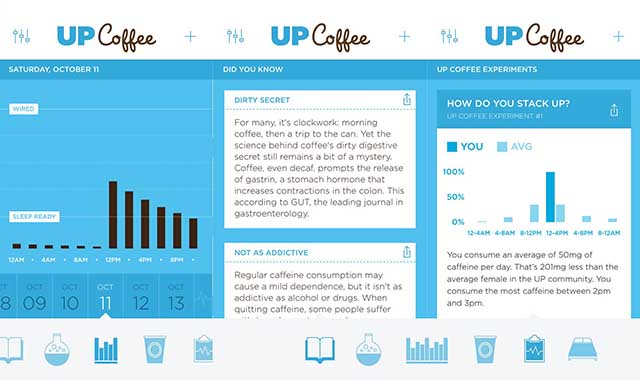 UP Coffee
SATURDAY, OCTOBER 11
WIRED
SLEEP READY
12AM • 4AM • 8AM • 12PM • 4PM • 8PM •
OCT OCT OCT OCT OCT
8 09 10 11 12 13
UP Coffee
DID YOU KNOW
DIRTY SECRET
For many, it's clockwork: morning
coffee, then a trip to the can. Yet the
science behind coffee's dirty digestive
secret still remains a bit of a mystery.
Coffee, even decaf, prompts the release
of gastrin, a stomach hormone that
increases contractions in the colon. This
according to GUT, the leading journal in
gastroenterology.
NOT AS ADDICTIVE
Regular caffeine consumption may
cause a mild dependence, but it isn't as
addictive as alcohol or drugs. When
quitting caffeine, some people suffer
UP Coffee
UP COFFEE EXPERIMENTS
HOW DO YOU STACK UP?
UP COFFEE EXPERIMENT #1
YOU AVG
100%
50%
0%
12-4AM 4-8AM 8-12PM 12-4PM 4-8PM 8-12AM
You consume an average of 50mg of
caffeine per day. That's 201mg less than the
average female in the UP community. You
consume the most caffeine between 2pm
and 3pm.